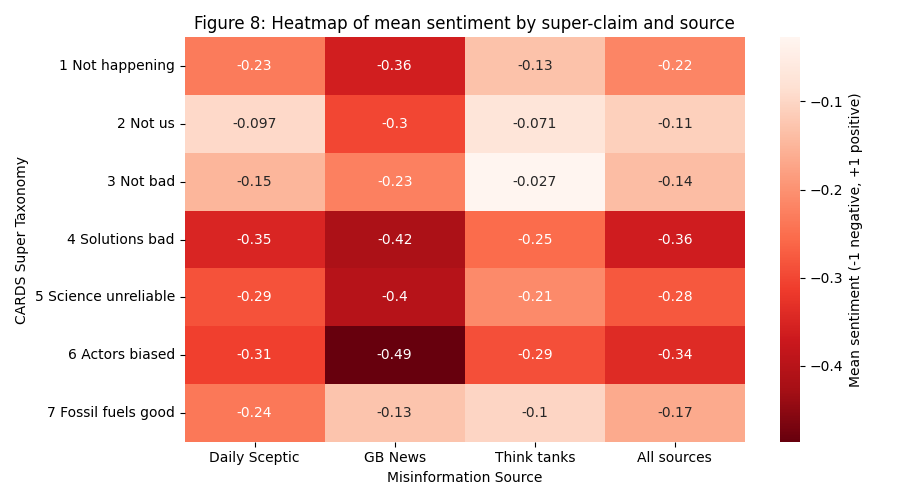 Figure 8: Heatmap of mean sentiment by super-claim and source
CARDS Super Taxonomy
1 Not happening -0.23 -0.36 -0.13 -0.22
2 Not us -0.097 -0.3 -0.071 -0.11
3 Not bad -0.15 -0.23 -0.027 -0.14
4 Solutions bad -0.35 -0.42 -0.25 -0.36
5 Science unreliable -0.29 -0.4 -0.21 -0.28
6 Actors biased -0.31 -0.49 -0.29 -0.34
7 Fossil fuels good -0.24 -0.13 -0.1 -0.17
Daily Sceptic GB News Think tanks All sources
Misinformation Source
−0.1
−0.2
−0.3
−0.4
Mean sentiment (-1 negative, +1 positive)